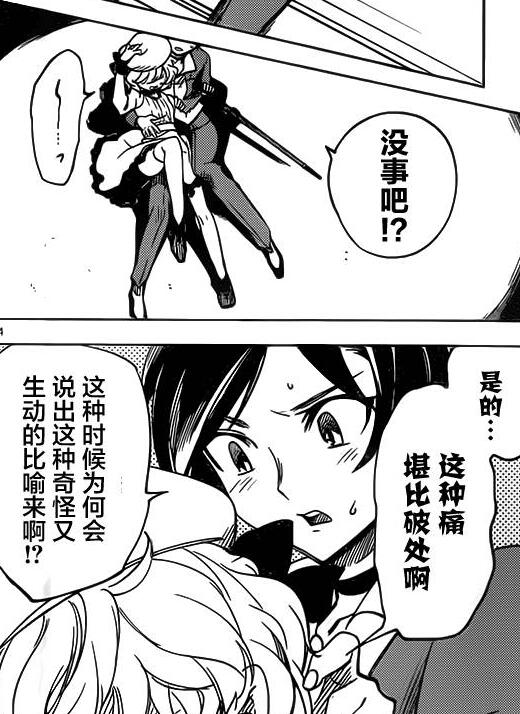 没事吧!?
………
4
是的…
这种痛
堪比破处啊
这种时候为何会
说出这种奇怪又
生动的比喻来啊!?